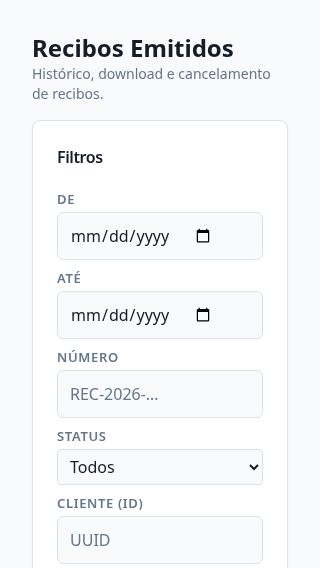 Recibos Emitidos
Histórico, download e cancelamento
de recibos.
Filtros
DE
mm/dd/yyyy
ATÉ
mm/dd/yyyy
NÚMERO
REC-2026-...
STATUS
Todos
CLIENTE (ID)
UUID